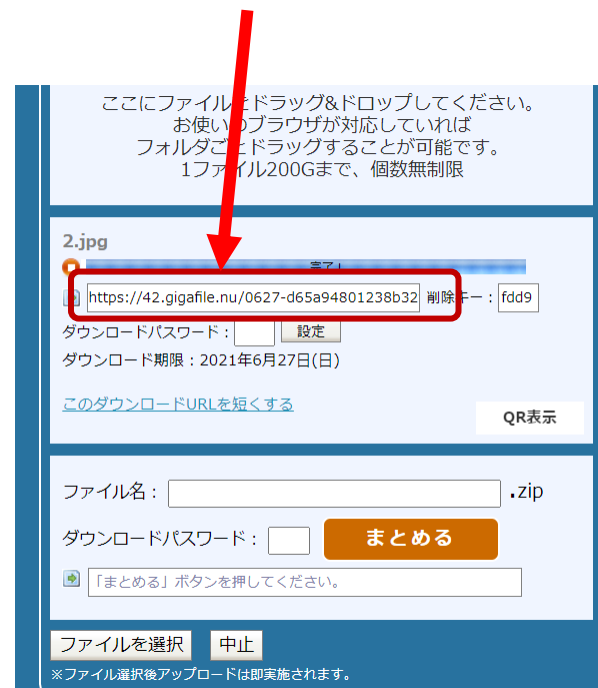 ここにファイルをドラッグ&ドロップしてください。
お使いのブラウザが対応していれば
フォルダごとドラッグすることが可能です。
1ファイル200Gまで、個数無制限
2.jpg
完了!
https://42.gigafile.nu/0627-d65a94801238b32 削除キー： fdd9
ダウンロードパスワード： 設定
ダウンロード期限：2021年6月27日(日)
このダウンロードURLを短くする
QR表示
ファイル名： .zip
ダウンロードパスワード： まとめる
「まとめる」ボタンを押してください。
ファイルを選択 中止
※ファイル選択後アップロードは即実施されます。